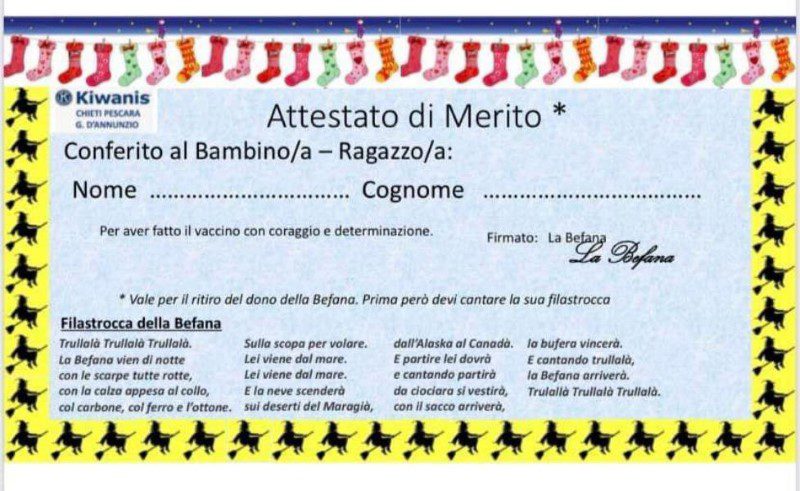 Kiwanis
CHIETI PESCARA
G. D'ANNUNZIO
Attestato di Merito *
Conferito al Bambino/a – Ragazzo/a:
Nome ................................. Cognome .....................................
Per aver fatto il vaccino con coraggio e determinazione.
Firmato: La Befana
La Befana
* Vale per il ritiro del dono della Befana. Prima però devi cantare la sua filastrocca
Filastrocca della Befana
Trullalà Trullalà Trullalà.
La Befana vien di notte
con le scarpe tutte rotte,
con la calza appesa al collo,
col carbone, col ferro e l'ottone.
Sulla scopa per volare.
Lei viene dal mare.
Lei viene dal mare.
E la neve scenderà
sui deserti del Maragià,
dall'Alaska al Canadà.
E partire lei dovrà
e cantando partirà
da ciociara si vestirà,
con il sacco arriverà,
la bufera vincerà.
E cantando trullalà,
la Befana arriverà.
Trulallà Trullalà Trullalà.